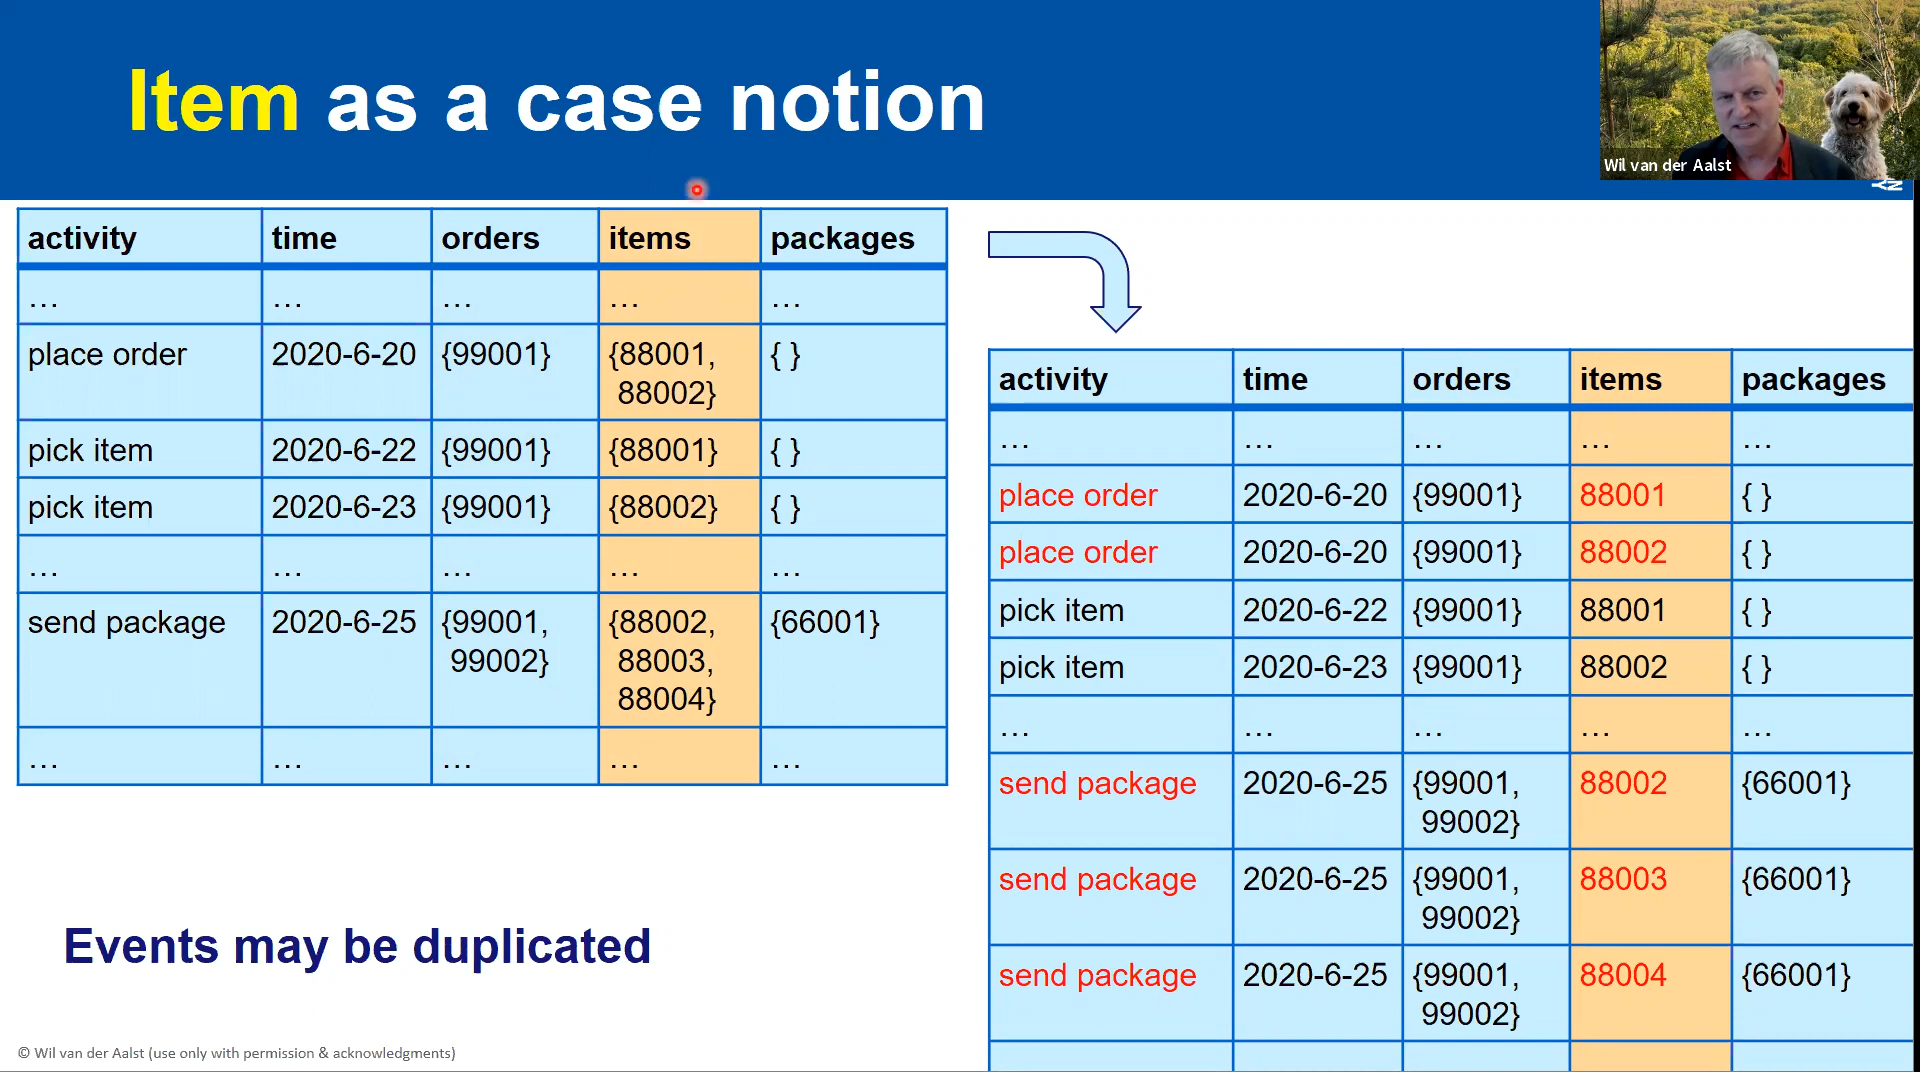 Item as a case notion
Wil van der Aalst
activity time orders items packages
… … … … …
place order 2020-6-20 {99001} {88001, { }
88002}
pick item 2020-6-22 {99001} {88001} { }
pick item 2020-6-23 {99001} {88002} { }
… … … … …
send package 2020-6-25 {99001, {88002, {66001}
99002} 88003,
88004}
… … … … …
activity time orders items packages
… … … … …
place order 2020-6-20 {99001} 88001 { }
place order 2020-6-20 {99001} 88002 { }
pick item 2020-6-22 {99001} 88001 { }
pick item 2020-6-23 {99001} 88002 { }
… … … … …
send package 2020-6-25 {99001, 88002 {66001}
99002}
send package 2020-6-25 {99001, 88003 {66001}
99002}
send package 2020-6-25 {99001, 88004 {66001}
99002}
Events may be duplicated
© Wil van der Aalst (use only with permission & acknowledgments)